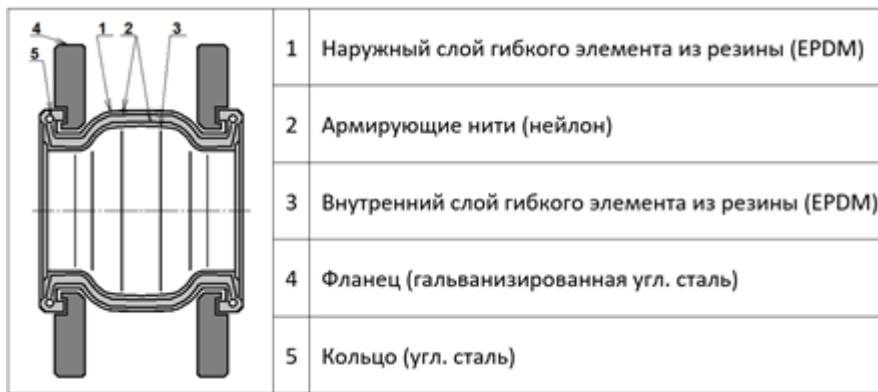 4 1 2 3
5
1 Наружный слой гибкого элемента из резины (EPDM)
2 Армирующие нити (нейлон)
3 Внутренний слой гибкого элемента из резины (EPDM)
4 Фланец (гальванизированная угл. сталь)
5 Кольцо (угл. сталь)